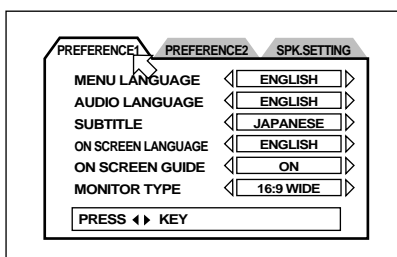 PREFERENCE1 PREFERENCE2 SPK.SETTING
MENU LANGUAGE ENGLISH
AUDIO LANGUAGE ENGLISH
SUBTITLE JAPANESE
ON SCREEN LANGUAGE ENGLISH
ON SCREEN GUIDE ON
MONITOR TYPE 16:9 WIDE
PRESS KEY